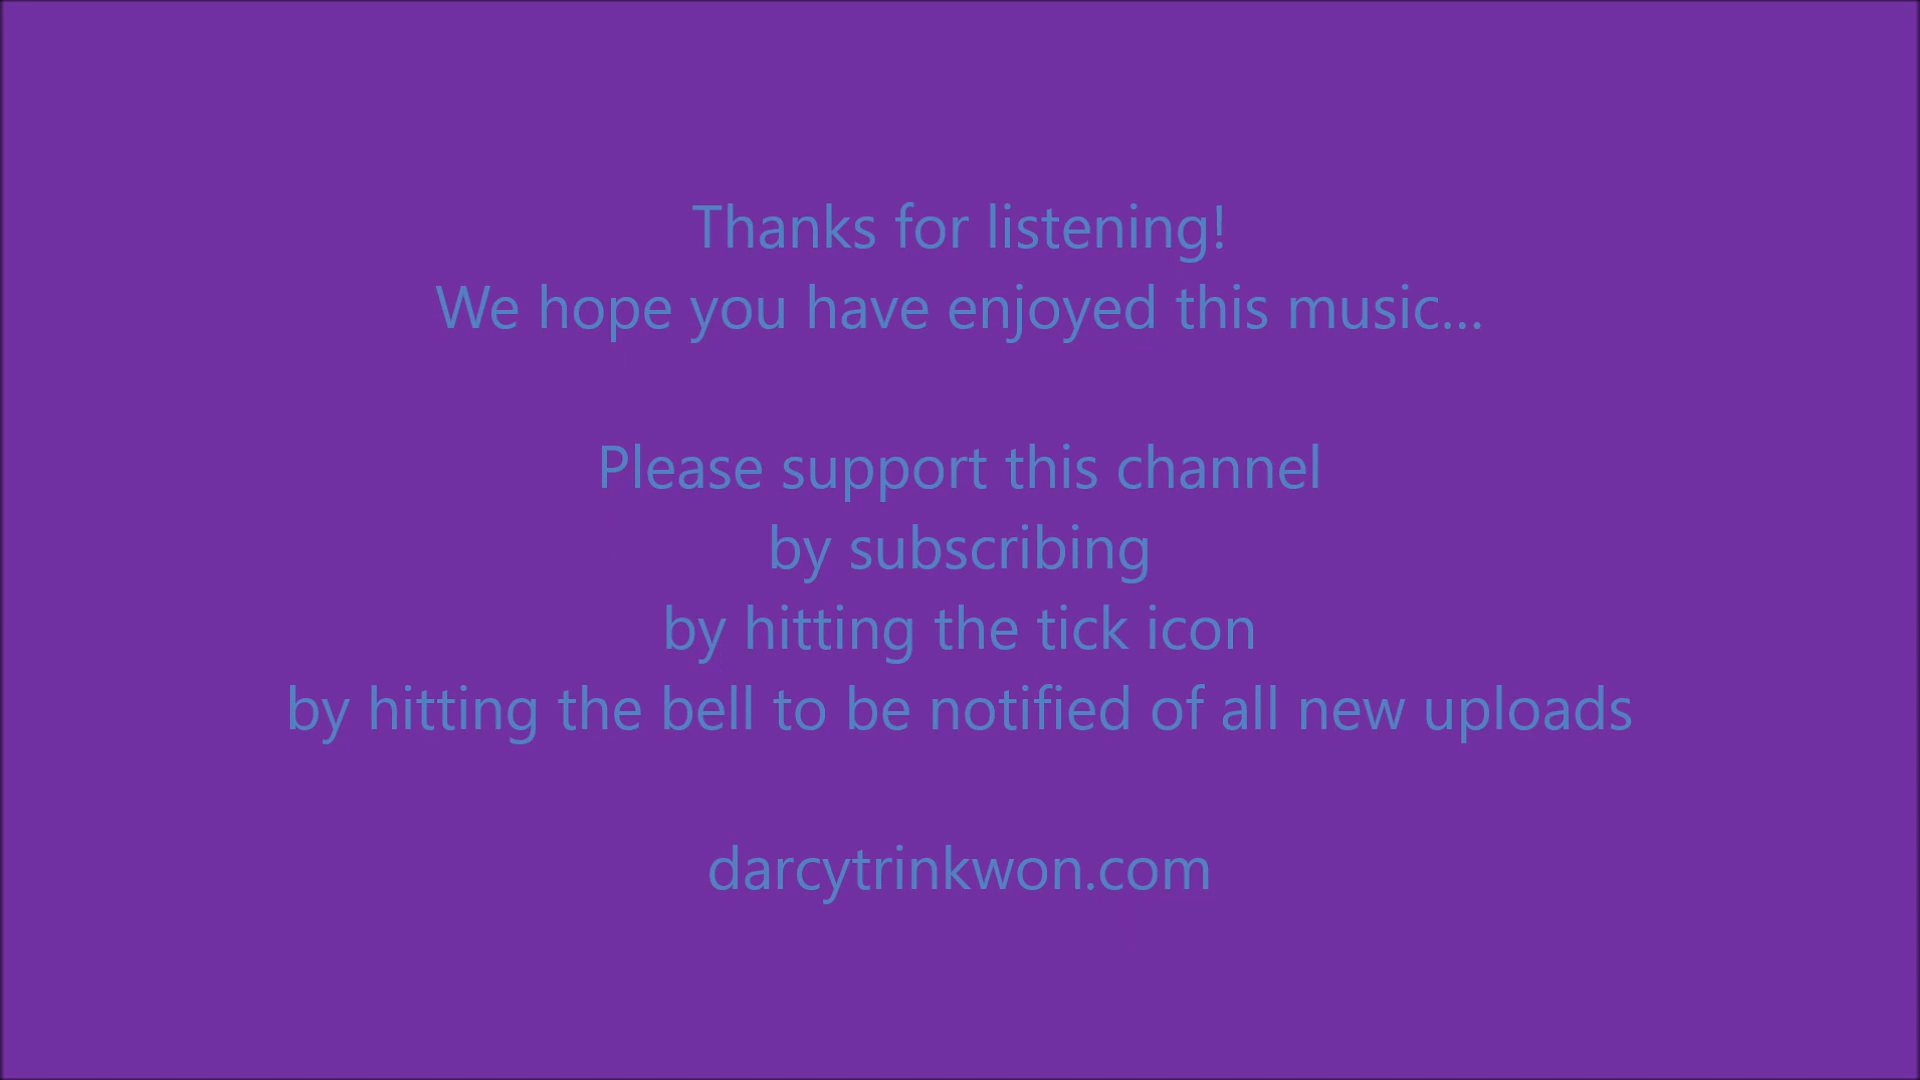 Thanks for listening!
We hope you have enjoyed this music...
Please support this channel
by subscribing
by hitting the tick icon
by hitting the bell to be notified of all new uploads
darcytrinkwon.com